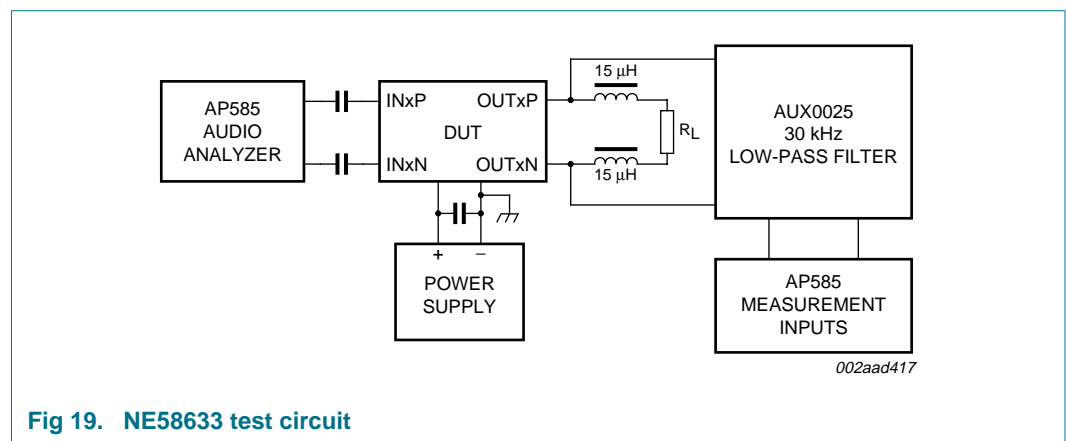 AP585
AUDIO
ANALYZER
INxP
INxN
OUTxP
OUTxN
DUT
15 μH
15 μH
RL
AUX0025
30 kHz
LOW-PASS FILTER
+
−
POWER
SUPPLY
AP585
MEASUREMENT
INPUTS
002aad417
Fig 19. NE58633 test circuit